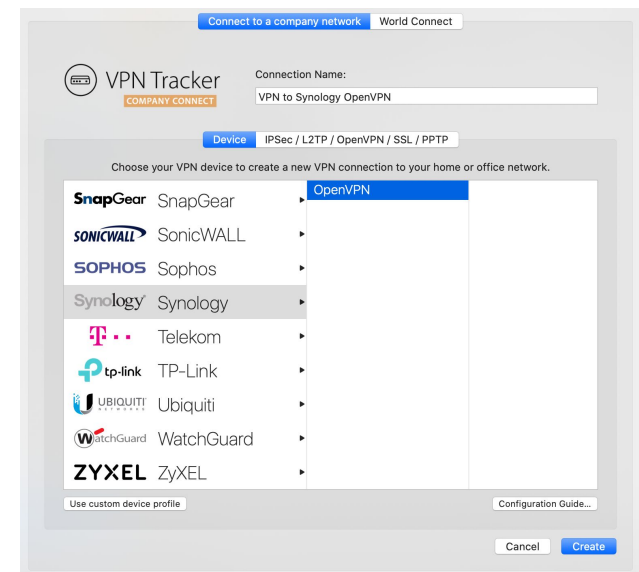 Connect to a company network World Connect
VPN Tracker
COMPANY CONNECT
Connection Name:
VPN to Synology OpenVPN
Device IPSec / L2TP / OpenVPN / SSL / PPTP
Choose your VPN device to create a new VPN connection to your home or office network.
SnapGear SnapGear
OpenVPN
SONICWALL SonicWALL
SOPHOS Sophos
Synology Synology
T Telekom
tp-link TP-Link
UBIQUITI NETWORKS Ubiquiti
WatchGuard WatchGuard
ZYXEL ZyXEL
Use custom device profile Configuration Guide...
Cancel Create